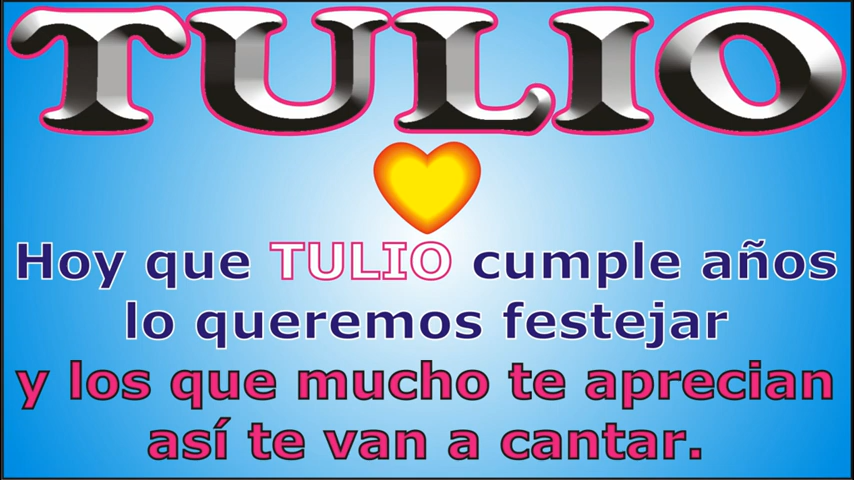 TULIO
Hoy que TULIO cumple años
lo queremos festejar
y los que mucho te aprecian
así te van a cantar.